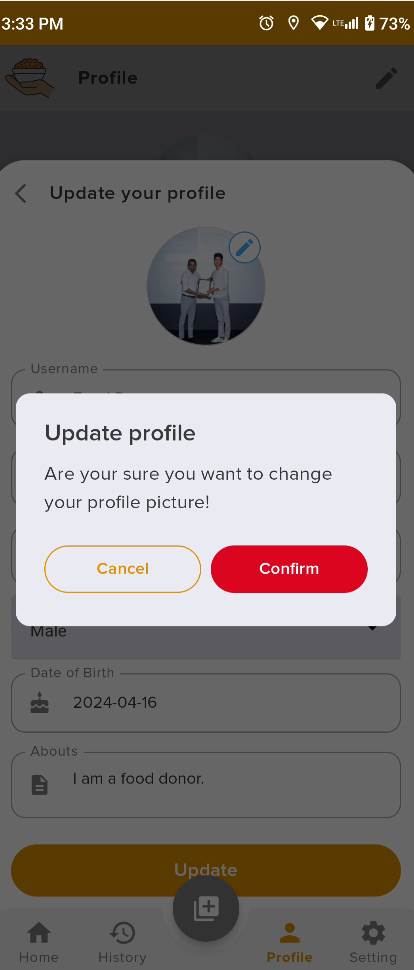 3:33 PM
LTE
73%
Profile
Update your profile
Username
Update profile
Are your sure you want to change
your profile picture!
Cancel
Confirm
Male
Date of Birth
2024-04-16
Abouts
I am a food donor.
Update
Home
History
Profile
Setting